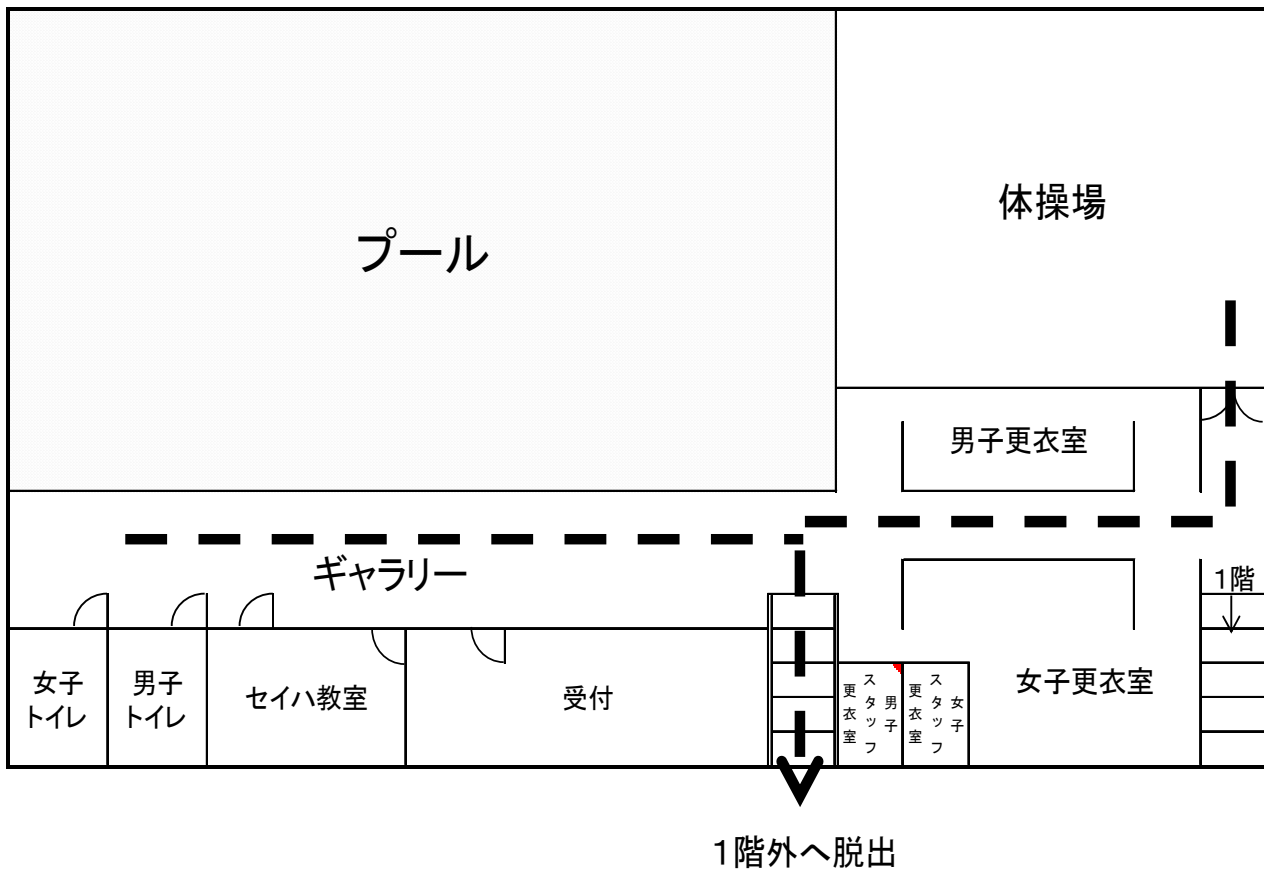 プール
体操場
男子更衣室
ギャラリー
1階
女子
トイレ
男子
トイレ
セイハ教室
受付
男子
スタッフ
更衣室
女子
スタッフ
更衣室
女子更衣室
1階外へ脱出